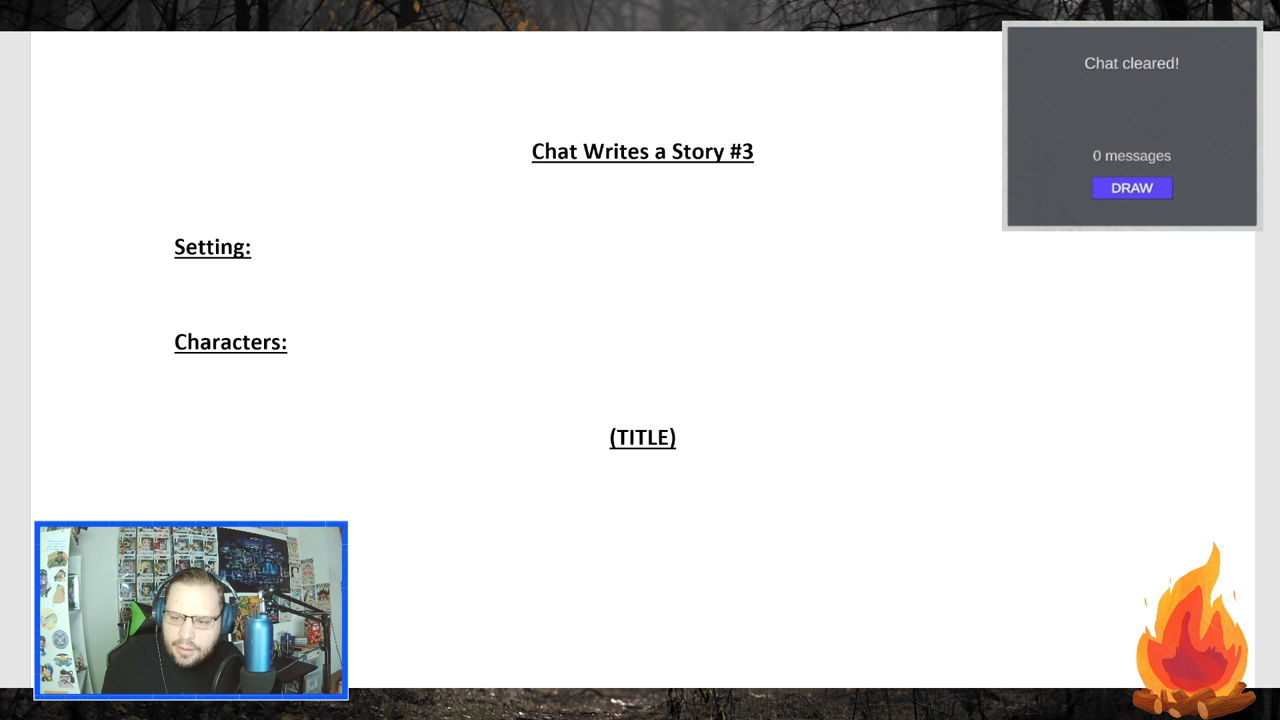 Chat cleared!
0 messages
DRAW
Chat Writes a Story #3
Setting:
Characters:
(TITLE)